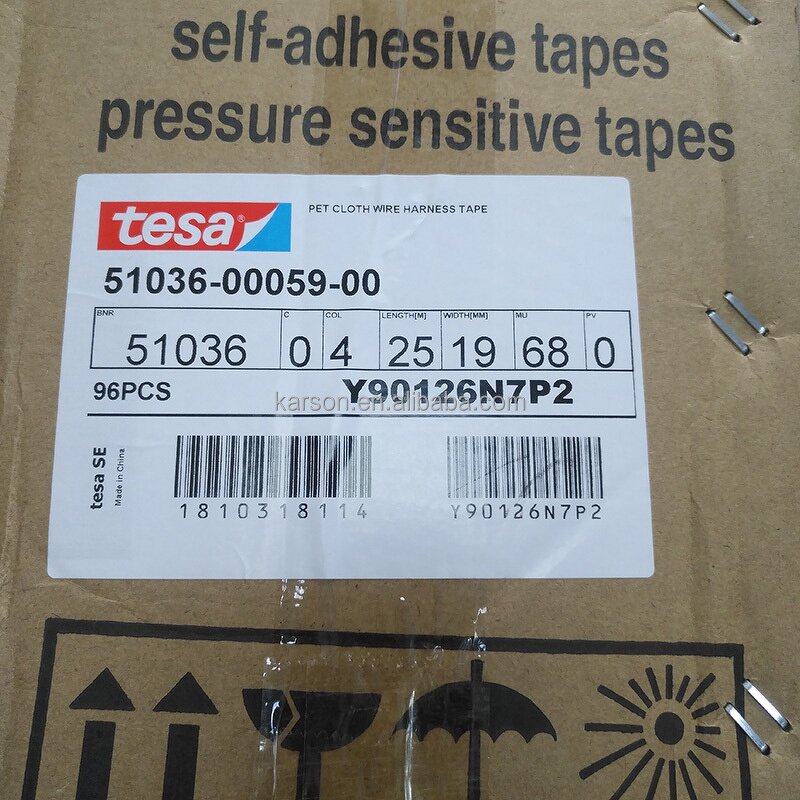 self-adhesive tapes
pressure sensitive tapes
tesa®
PET CLOTH WIRE HARNESS TAPE
51036-00059-00
BNR C COL LENGTH[M] WIDTH[MM] MU PV
51036 0 4 25 19 68 0
96PCS Y90126N7P2
karson.en.alibaba.com
tesa SE
Made in China
1810318114 Y90126N7P2